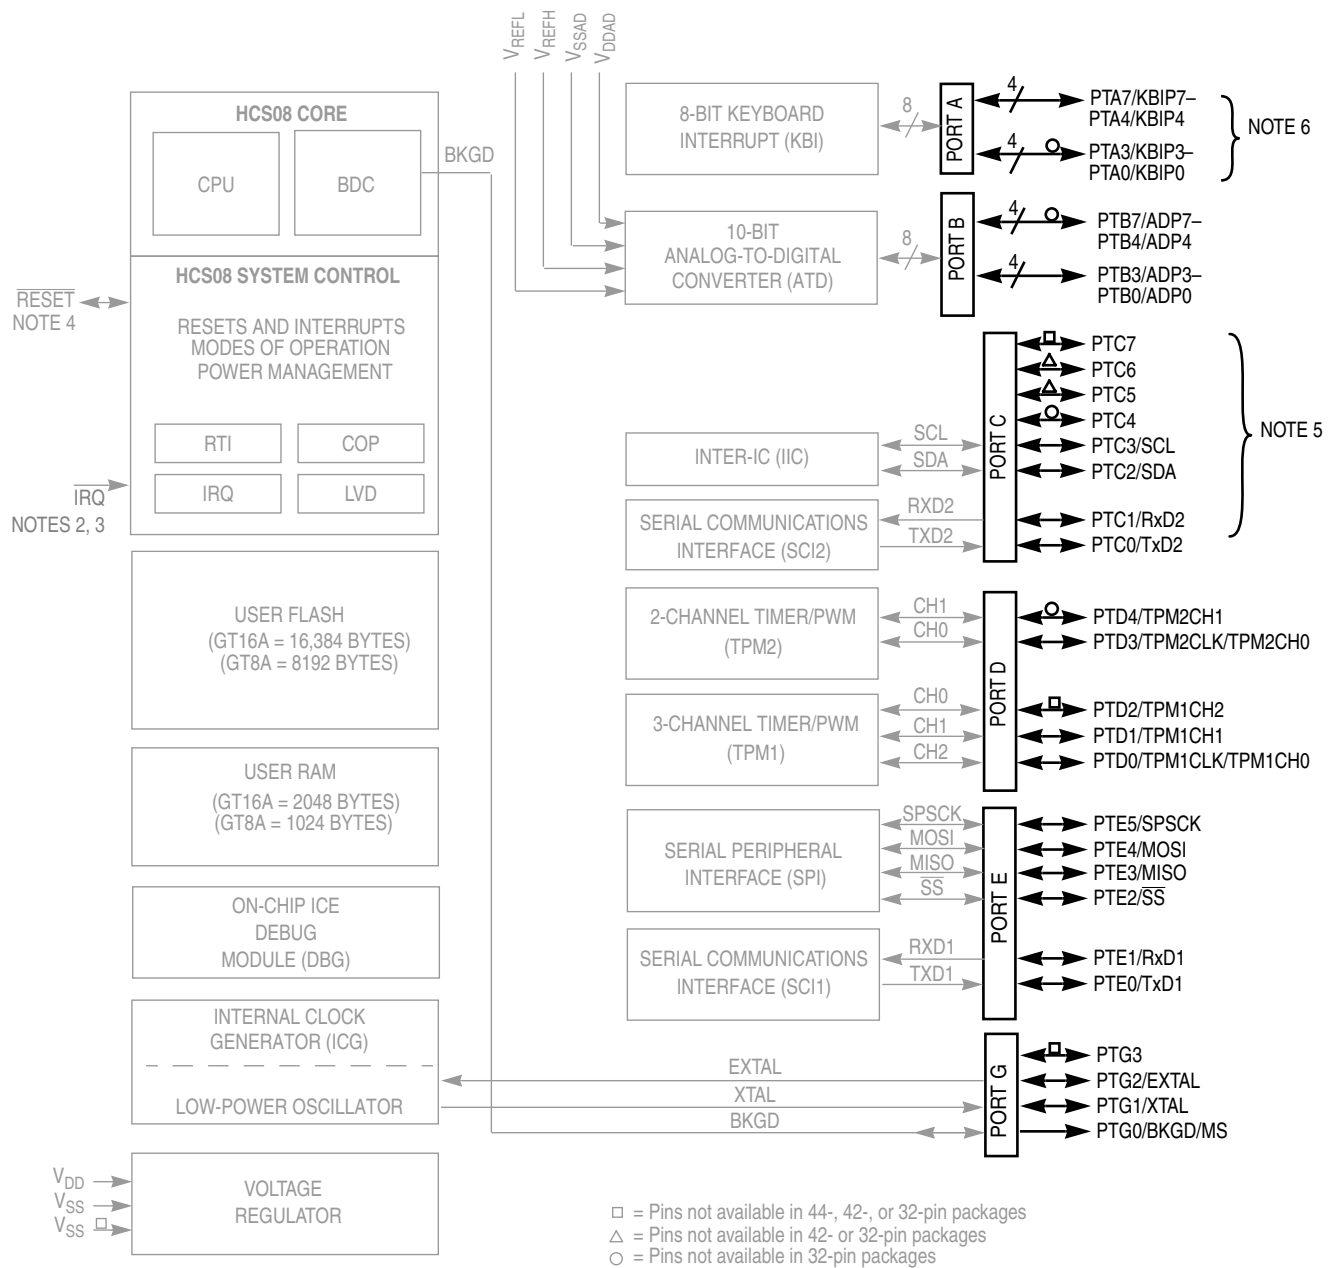 VREFL
VREFH
VSSAD
VDDAD
HCS08 CORE
CPU
BDC
BKGD
HCS08 SYSTEM CONTROL
RESET
NOTE 4
RESETS AND INTERRUPTS
MODES OF OPERATION
POWER MANAGEMENT
RTI
COP
IRQ
LVD
IRQ
NOTES 2, 3
USER FLASH
(GT16A = 16,384 BYTES)
(GT8A = 8192 BYTES)
USER RAM
(GT16A = 2048 BYTES)
(GT8A = 1024 BYTES)
ON-CHIP ICE
DEBUG
MODULE (DBG)
INTERNAL CLOCK
GENERATOR (ICG)
LOW-POWER OSCILLATOR
VDD
VSS
VSS
VOLTAGE
REGULATOR
8-BIT KEYBOARD
INTERRUPT (KBI)
8
PORT A
4
PTA7/KBIP7–
PTA4/KBIP4
4
PTA3/KBIP3–
PTA0/KBIP0
NOTE 6
10-BIT
ANALOG-TO-DIGITAL
CONVERTER (ATD)
8
PORT B
4
PTB7/ADP7–
PTB4/ADP4
4
PTB3/ADP3–
PTB0/ADP0
INTER-IC (IIC)
SCL
SDA
SERIAL COMMUNICATIONS
INTERFACE (SCI2)
RXD2
TXD2
PORT C
PTC7
PTC6
PTC5
PTC4
PTC3/SCL
PTC2/SDA
PTC1/RxD2
PTC0/TxD2
NOTE 5
2-CHANNEL TIMER/PWM
(TPM2)
CH1
CH0
3-CHANNEL TIMER/PWM
(TPM1)
CH0
CH1
CH2
PORT D
PTD4/TPM2CH1
PTD3/TPM2CLK/TPM2CH0
PTD2/TPM1CH2
PTD1/TPM1CH1
PTD0/TPM1CLK/TPM1CH0
SERIAL PERIPHERAL
INTERFACE (SPI)
SPSCK
MOSI
MISO
SS
SERIAL COMMUNICATIONS
INTERFACE (SCI1)
RXD1
TXD1
PORT E
PTE5/SPSCK
PTE4/MOSI
PTE3/MISO
PTE2/SS
PTE1/RxD1
PTE0/TxD1
EXTAL
XTAL
BKGD
PORT G
PTG3
PTG2/EXTAL
PTG1/XTAL
PTG0/BKGD/MS
= Pins not available in 44-, 42-, or 32-pin packages
= Pins not available in 42- or 32-pin packages
= Pins not available in 32-pin packages